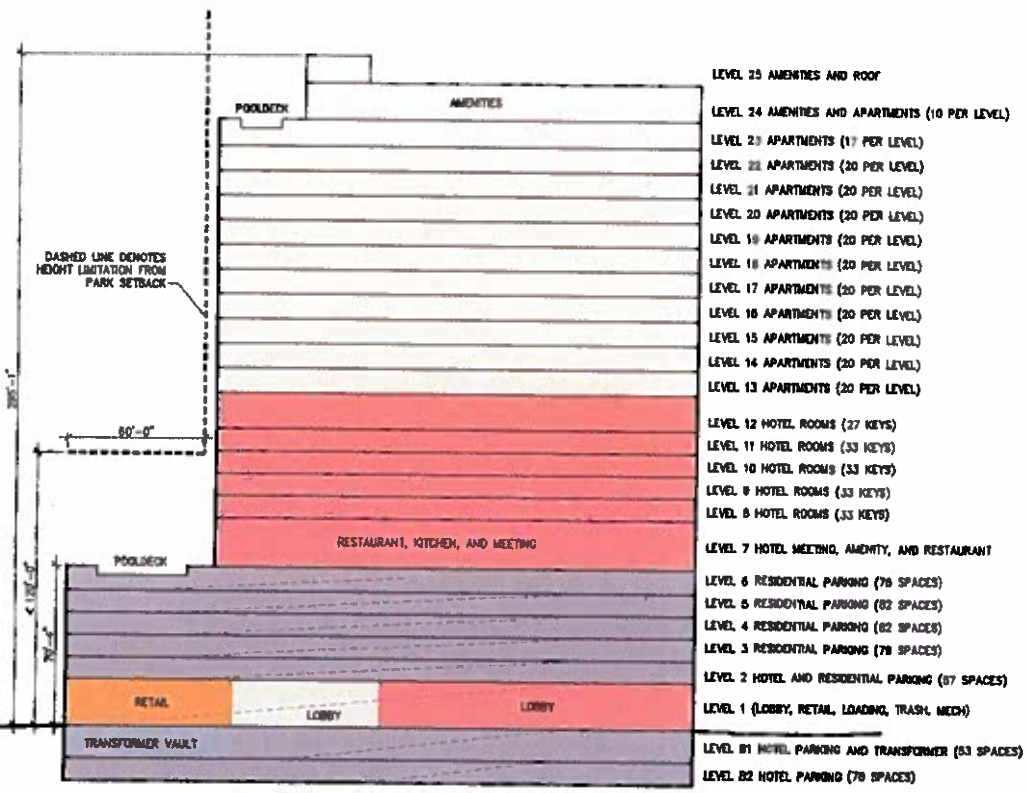 LEVEL 25 AMENITIES AND ROOF
POOLDECK
AMENITIES
LEVEL 24 AMENITIES AND APARTMENTS (10 PER LEVEL)
LEVEL 23 APARTMENTS (17 PER LEVEL)
LEVEL 22 APARTMENTS (20 PER LEVEL)
LEVEL 21 APARTMENTS (20 PER LEVEL)
LEVEL 20 APARTMENTS (20 PER LEVEL)
LEVEL 19 APARTMENTS (20 PER LEVEL)
DASHED LINE DENOTES
HEIGHT LIMITATION FROM
PARK SETBACK
LEVEL 18 APARTMENTS (20 PER LEVEL)
LEVEL 17 APARTMENTS (20 PER LEVEL)
LEVEL 16 APARTMENTS (20 PER LEVEL)
LEVEL 15 APARTMENTS (20 PER LEVEL)
LEVEL 14 APARTMENTS (20 PER LEVEL)
LEVEL 13 APARTMENTS (20 PER LEVEL)
60'-0"
LEVEL 12 HOTEL ROOMS (27 KEYS)
LEVEL 11 HOTEL ROOMS (33 KEYS)
LEVEL 10 HOTEL ROOMS (33 KEYS)
LEVEL 9 HOTEL ROOMS (33 KEYS)
LEVEL 8 HOTEL ROOMS (33 KEYS)
RESTAURANT, KITCHEN, AND MEETING
LEVEL 7 HOTEL MEETING, AMENITY, AND RESTAURANT
POOLDECK
< 120'-0"
LEVEL 6 RESIDENTIAL PARKING ( SPACES)
LEVEL 5 RESIDENTIAL PARKING (82 SPACES)
LEVEL 4 RESIDENTIAL PARKING (82 SPACES)
LEVEL 3 RESIDENTIAL PARKING ( SPACES)
LEVEL 2 HOTEL AND RESIDENTIAL PARKING ( SPACES)
RETAIL
LOBBY
LOBBY
LEVEL 1 (LOBBY, RETAIL, LOADING, TRASH, MECH)
TRANSFORMER VAULT
LEVEL B1 HOTEL PARKING AND TRANSFORMER ( SPACES)
LEVEL B2 HOTEL PARKING ( SPACES)